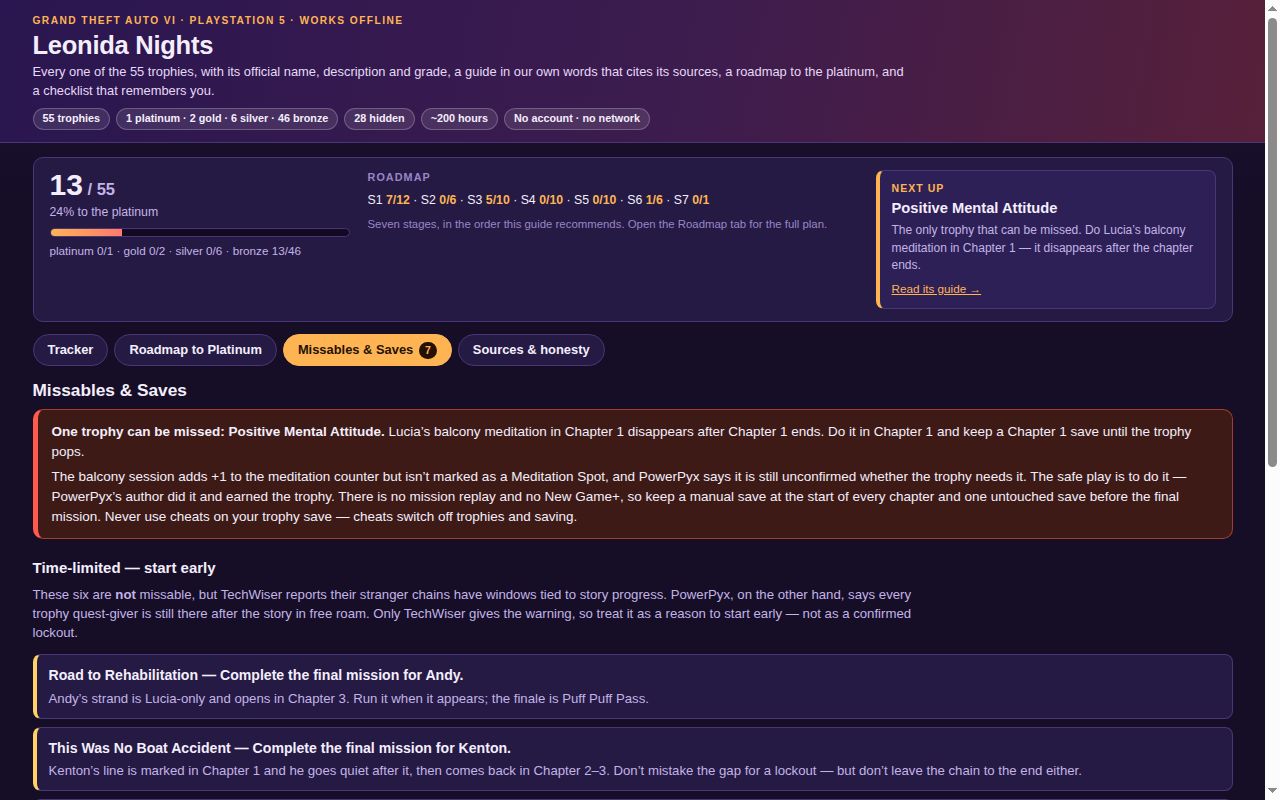 GRAND THEFT AUTO VI · PLAYSTATION 5 · WORKS OFFLINE
Leonida Nights
Every one of the 55 trophies, with its official name, description and grade, a guide in our own words that cites its sources, a roadmap to the platinum, and
a checklist that remembers you.
55 trophies
1 platinum · 2 gold · 6 silver · 46 bronze
28 hidden
~200 hours
No account · no network
13 / 55
24% to the platinum
platinum 0/1 · gold 0/2 · silver 0/6 · bronze 13/46
ROADMAP
S1 7/12 · S2 0/6 · S3 5/10 · S4 0/10 · S5 0/10 · S6 1/6 · S7 0/1
Seven stages, in the order this guide recommends. Open the Roadmap tab for the full plan.
NEXT UP
Positive Mental Attitude
The only trophy that can be missed. Do Lucia’s balcony
meditation in Chapter 1 — it disappears after the chapter
ends.
Read its guide →
Tracker
Roadmap to Platinum
Missables & Saves 7
Sources & honesty
Missables & Saves
One trophy can be missed: Positive Mental Attitude. Lucia’s balcony meditation in Chapter 1 disappears after Chapter 1 ends. Do it in Chapter 1 and keep a Chapter 1 save until the trophy
pops.
The balcony session adds +1 to the meditation counter but isn’t marked as a Meditation Spot, and PowerPyx says it is still unconfirmed whether the trophy needs it. The safe play is to do it —
PowerPyx’s author did it and earned the trophy. There is no mission replay and no New Game+, so keep a manual save at the start of every chapter and one untouched save before the final
mission. Never use cheats on your trophy save — cheats switch off trophies and saving.
Time-limited — start early
These six are not missable, but TechWiser reports their stranger chains have windows tied to story progress. PowerPyx, on the other hand, says every
trophy quest-giver is still there after the story in free roam. Only TechWiser gives the warning, so treat it as a reason to start early — not as a confirmed
lockout.
Road to Rehabilitation — Complete the final mission for Andy.
Andy’s strand is Lucia-only and opens in Chapter 3. Run it when it appears; the finale is Puff Puff Pass.
This Was No Boat Accident — Complete the final mission for Kenton.
Kenton’s line is marked in Chapter 1 and he goes quiet after it, then comes back in Chapter 2–3. Don’t mistake the gap for a lockout — but don’t leave the chain to the end either.